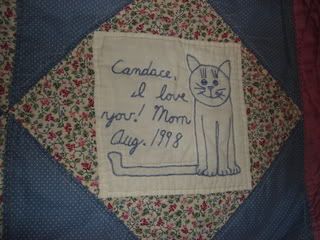 Candace,
I love
you! Mom
Aug. 1998